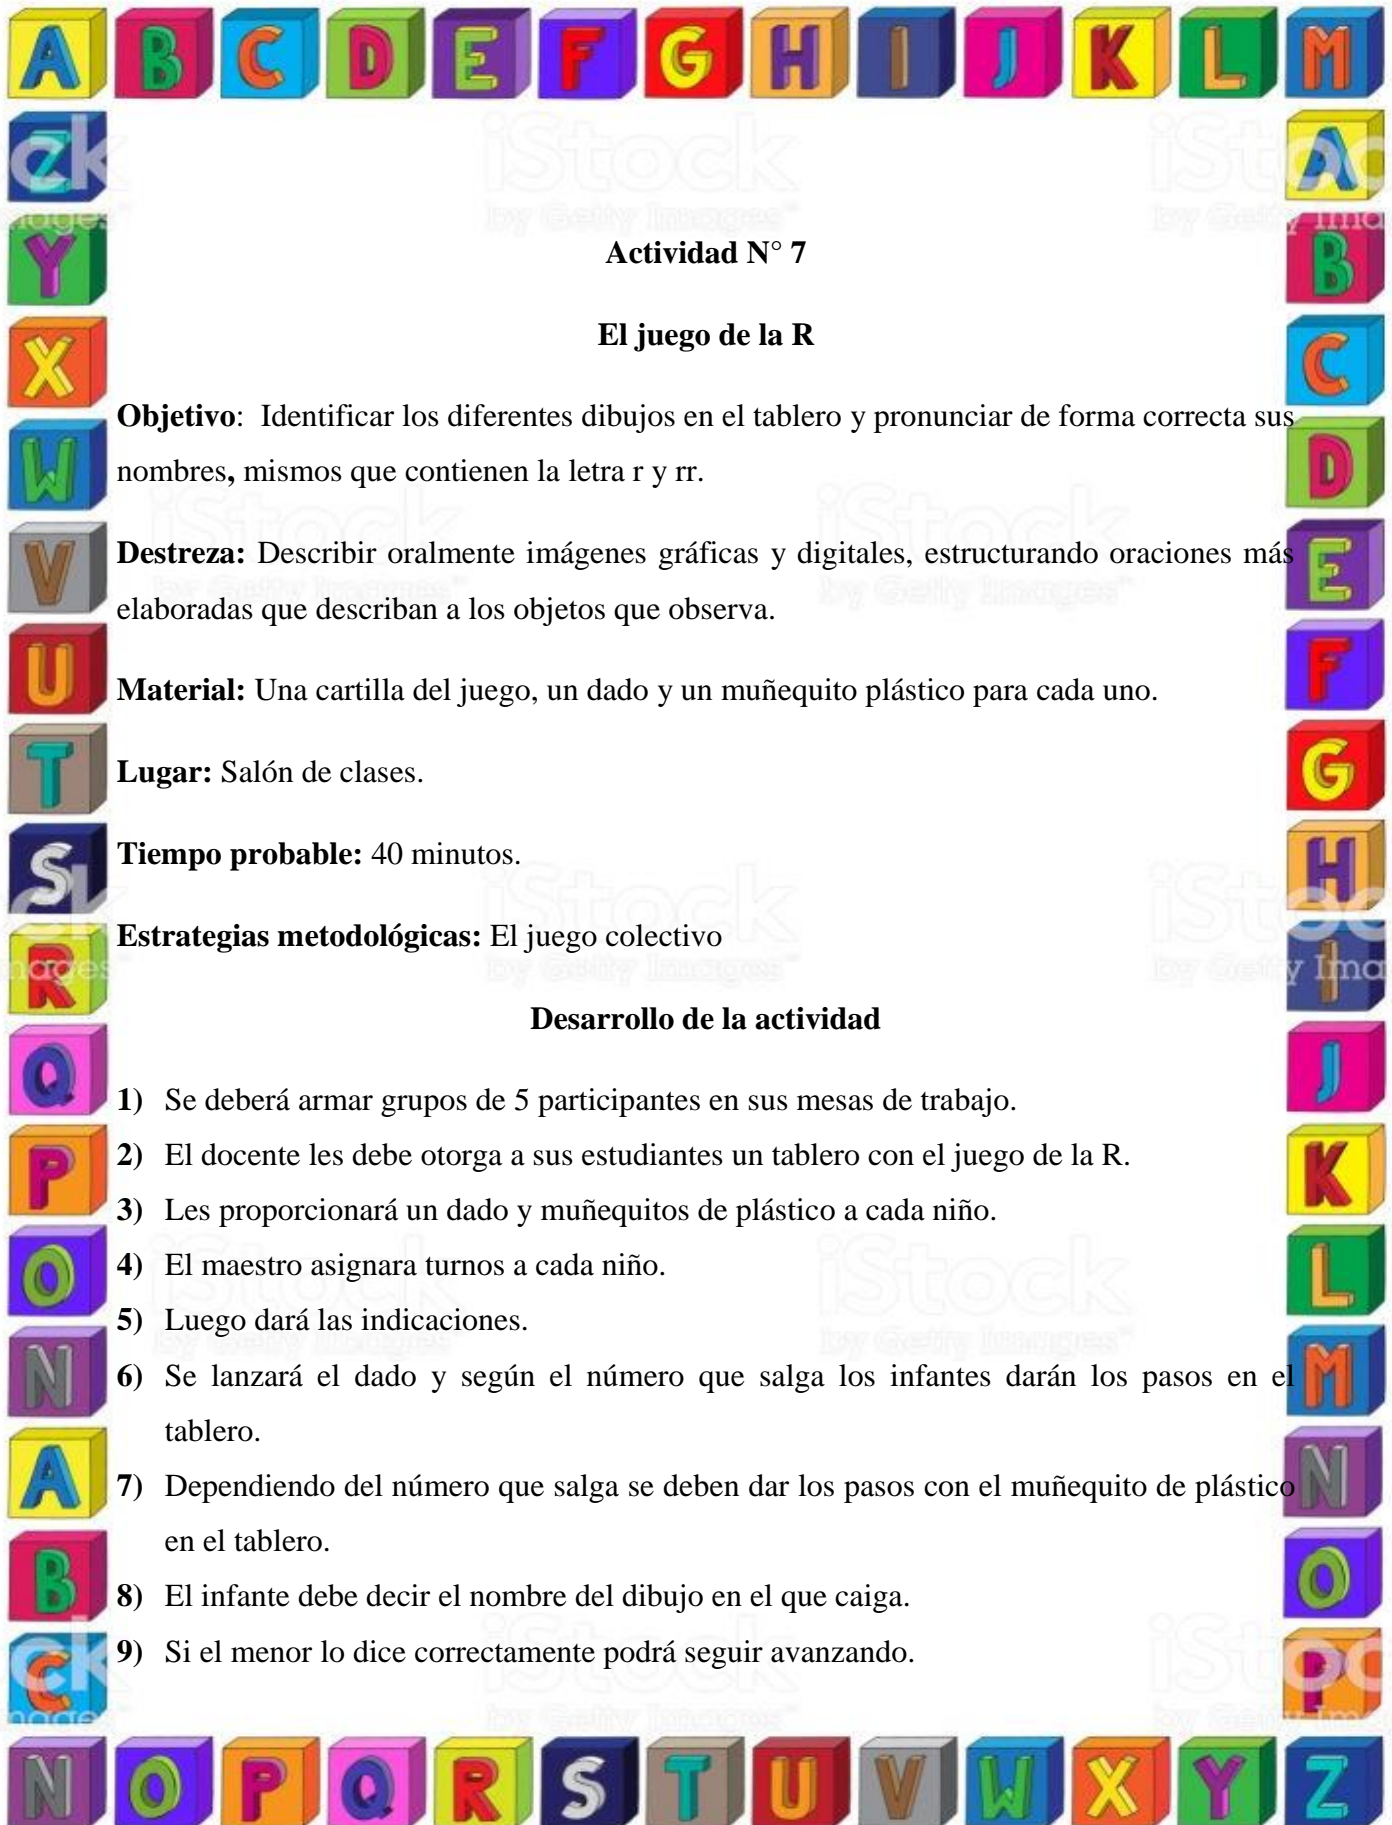 A B C D E F G H I J K L M
Z A
Y B
X C
W D
V E
U F
T G
S H
R I
Q J
P K
O L
N M
A N
B O
C P
N O P Q R S T U V W X Y Z
iStock
by Getty Images™
Actividad N° 7
El juego de la R
Objetivo:  Identificar los diferentes dibujos en el tablero y pronunciar de forma correcta sus
nombres, mismos que contienen la letra r y rr.
Destreza: Describir oralmente imágenes gráficas y digitales, estructurando oraciones más
elaboradas que describan a los objetos que observa.
Material: Una cartilla del juego, un dado y un muñequito plástico para cada uno.
Lugar: Salón de clases.
Tiempo probable: 40 minutos.
Estrategias metodológicas: El juego colectivo
Desarrollo de la actividad
1) Se deberá armar grupos de 5 participantes en sus mesas de trabajo.
2) El docente les debe otorga a sus estudiantes un tablero con el juego de la R.
3) Les proporcionará un dado y muñequitos de plástico a cada niño.
4) El maestro asignara turnos a cada niño.
5) Luego dará las indicaciones.
6) Se lanzará el dado y según el número que salga los infantes darán los pasos en el
tablero.
7) Dependiendo del número que salga se deben dar los pasos con el muñequito de plástico
en el tablero.
8) El infante debe decir el nombre del dibujo en el que caiga.
9) Si el menor lo dice correctamente podrá seguir avanzando.